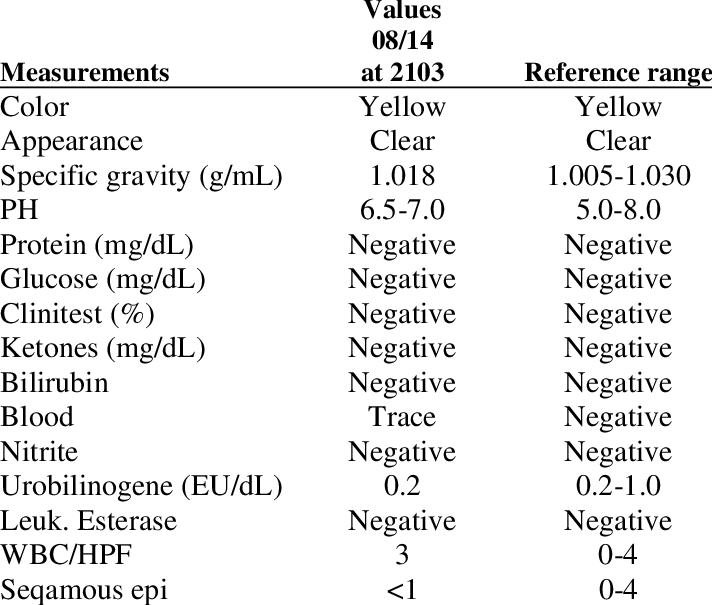 Values
08/14
Measurements at 2103 Reference range
Color Yellow Yellow
Appearance Clear Clear
Specific gravity (g/mL) 1.018 1.005-1.030
PH 6.5-7.0 5.0-8.0
Protein (mg/dL) Negative Negative
Glucose (mg/dL) Negative Negative
Clinitest (%) Negative Negative
Ketones (mg/dL) Negative Negative
Bilirubin Negative Negative
Blood Trace Negative
Nitrite Negative Negative
Urobilinogene (EU/dL) 0.2 0.2-1.0
Leuk. Esterase Negative Negative
WBC/HPF 3 0-4
Seqamous epi <1 0-4